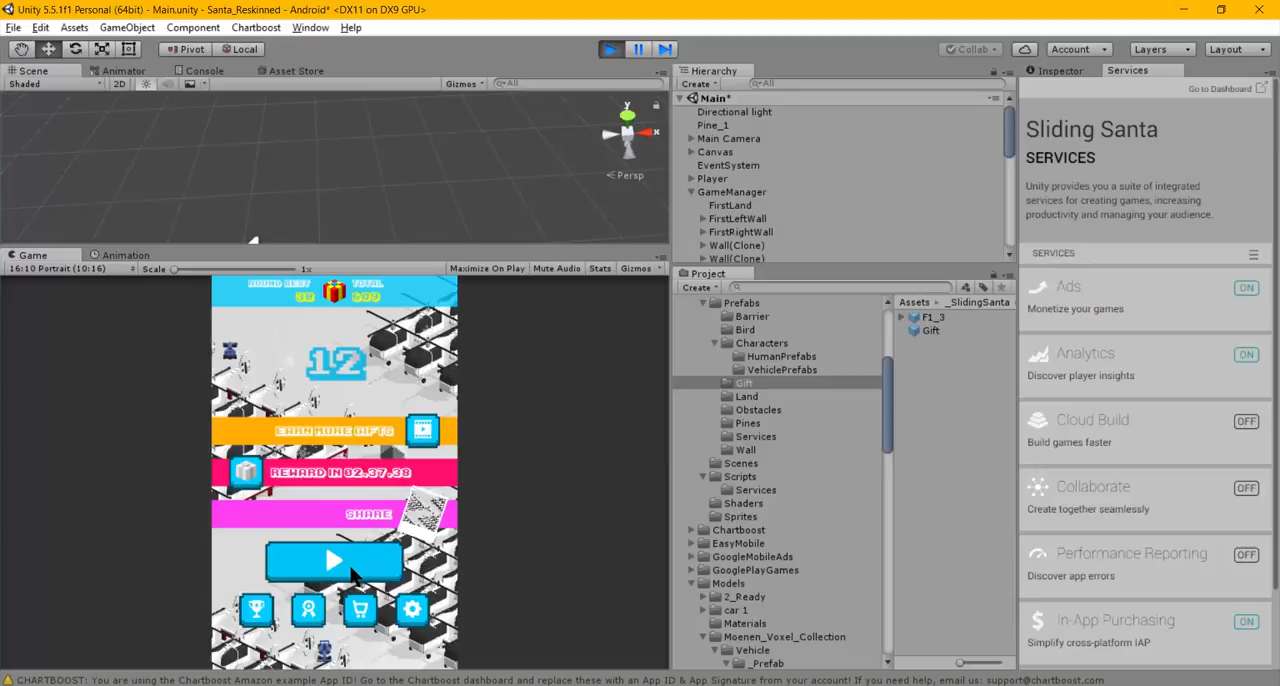 Unity 5.5.1f1 Personal (64bit) - Main.unity - Santa_Reskinned - Android* <DX11 on DX9 GPU>
File Edit Assets GameObject Component Chartboost Window Help
Pivot Local Collab Account Layers Layout
Scene Animator Console Asset Store
Shaded 2D Gizmos All
y
x
Persp
Game Animation
16:10 Portrait (10:16) Scale 1x Maximize On Play Mute Audio Stats Gizmos
ROUND BEST TOTAL
12
EARN MORE GIFTS
REWARD IN 02.37.38
SHARE
Hierarchy
Create All
Main*
Directional light
Pine_1
Main Camera
Canvas
EventSystem
Player
GameManager
FirstLand
FirstLeftWall
FirstRightWall
Wall(Clone)
Wall(Clone)
Project
Create
Prefabs
Barrier
Bird
Characters
HumanPrefabs
VehiclePrefabs
Gift
Land
Obstacles
Pines
Services
Wall
Scenes
Scripts
Services
Shaders
Sprites
Chartboost
EasyMobile
GoogleMobileAds
GooglePlayGames
Models
2_Ready
car 1
Materials
Moenen_Voxel_Collection
Vehicle
_Prefab
Assets _SlidingSanta
F1_3
Gift
Inspector Services
Go to Dashboard
Sliding Santa
SERVICES
Unity provides you a suite of integrated
services for creating games, increasing
productivity and managing your audience.
SERVICES
Ads ON
Monetize your games
Analytics ON
Discover player insights
Cloud Build OFF
Build games faster
Collaborate OFF
Create together seamlessly
Performance Reporting OFF
Discover app errors
In-App Purchasing ON
Simplify cross-platform IAP
CHARTBOOST: You are using the Chartboost Amazon example App ID! Go to the Chartboost dashboard and replace these with an App ID & App Signature from your account! If you need help, email us: support@chartboost.com